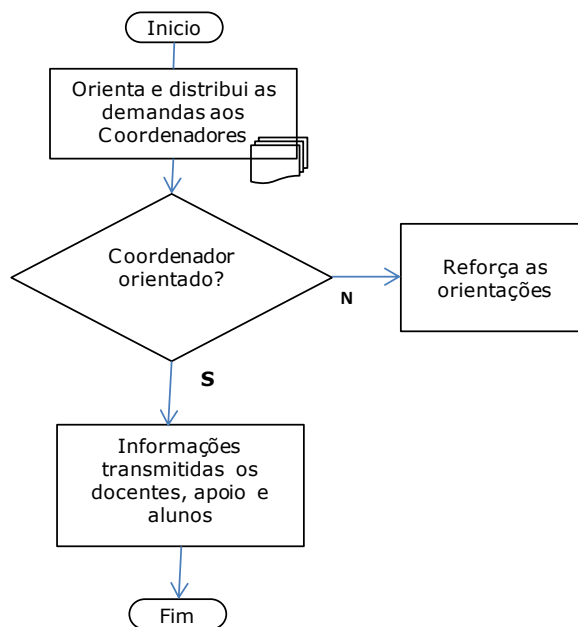 Inicio
Orienta e distribui as
demandas aos
Coordenadores
Coordenador
orientado?
N
Reforça as
orientações
S
Informações
transmitidas os
docentes, apoio e
alunos
Fim